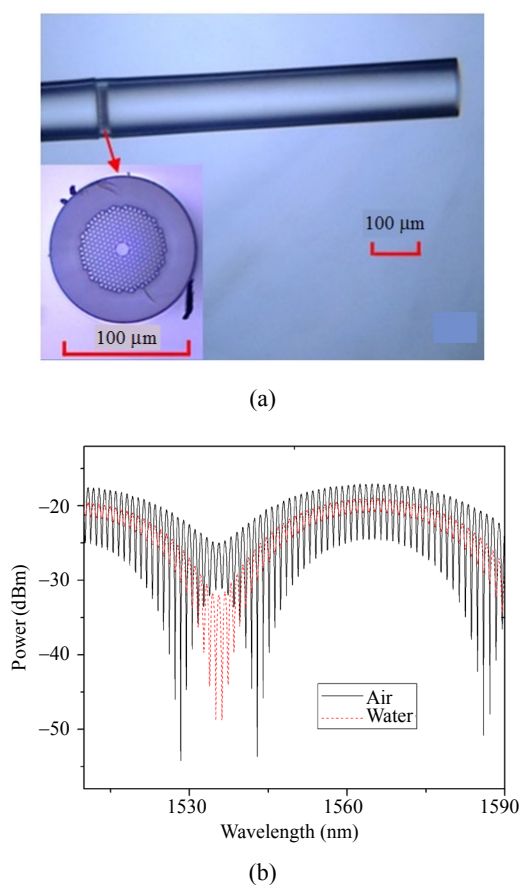 100 μm
100 μm
(a)
−20
−30
−40
−50
Power (dBm)
Air
Water
1530
1560
1590
Wavelength (nm)
(b)